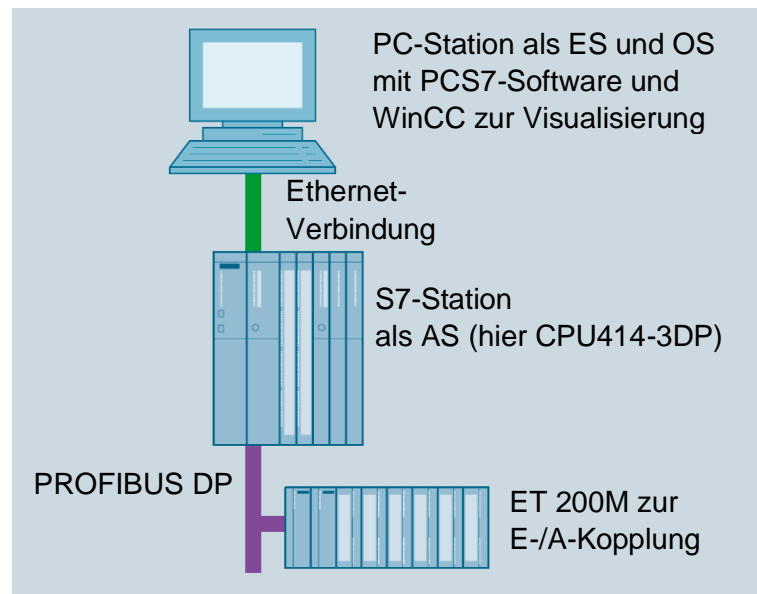 PC-Station als ES und OS
mit PCS7-Software und
WinCC zur Visualisierung
Ethernet-
Verbindung
S7-Station
als AS (hier CPU414-3DP)
PROFIBUS DP
ET 200M zur
E-/A-Kopplung